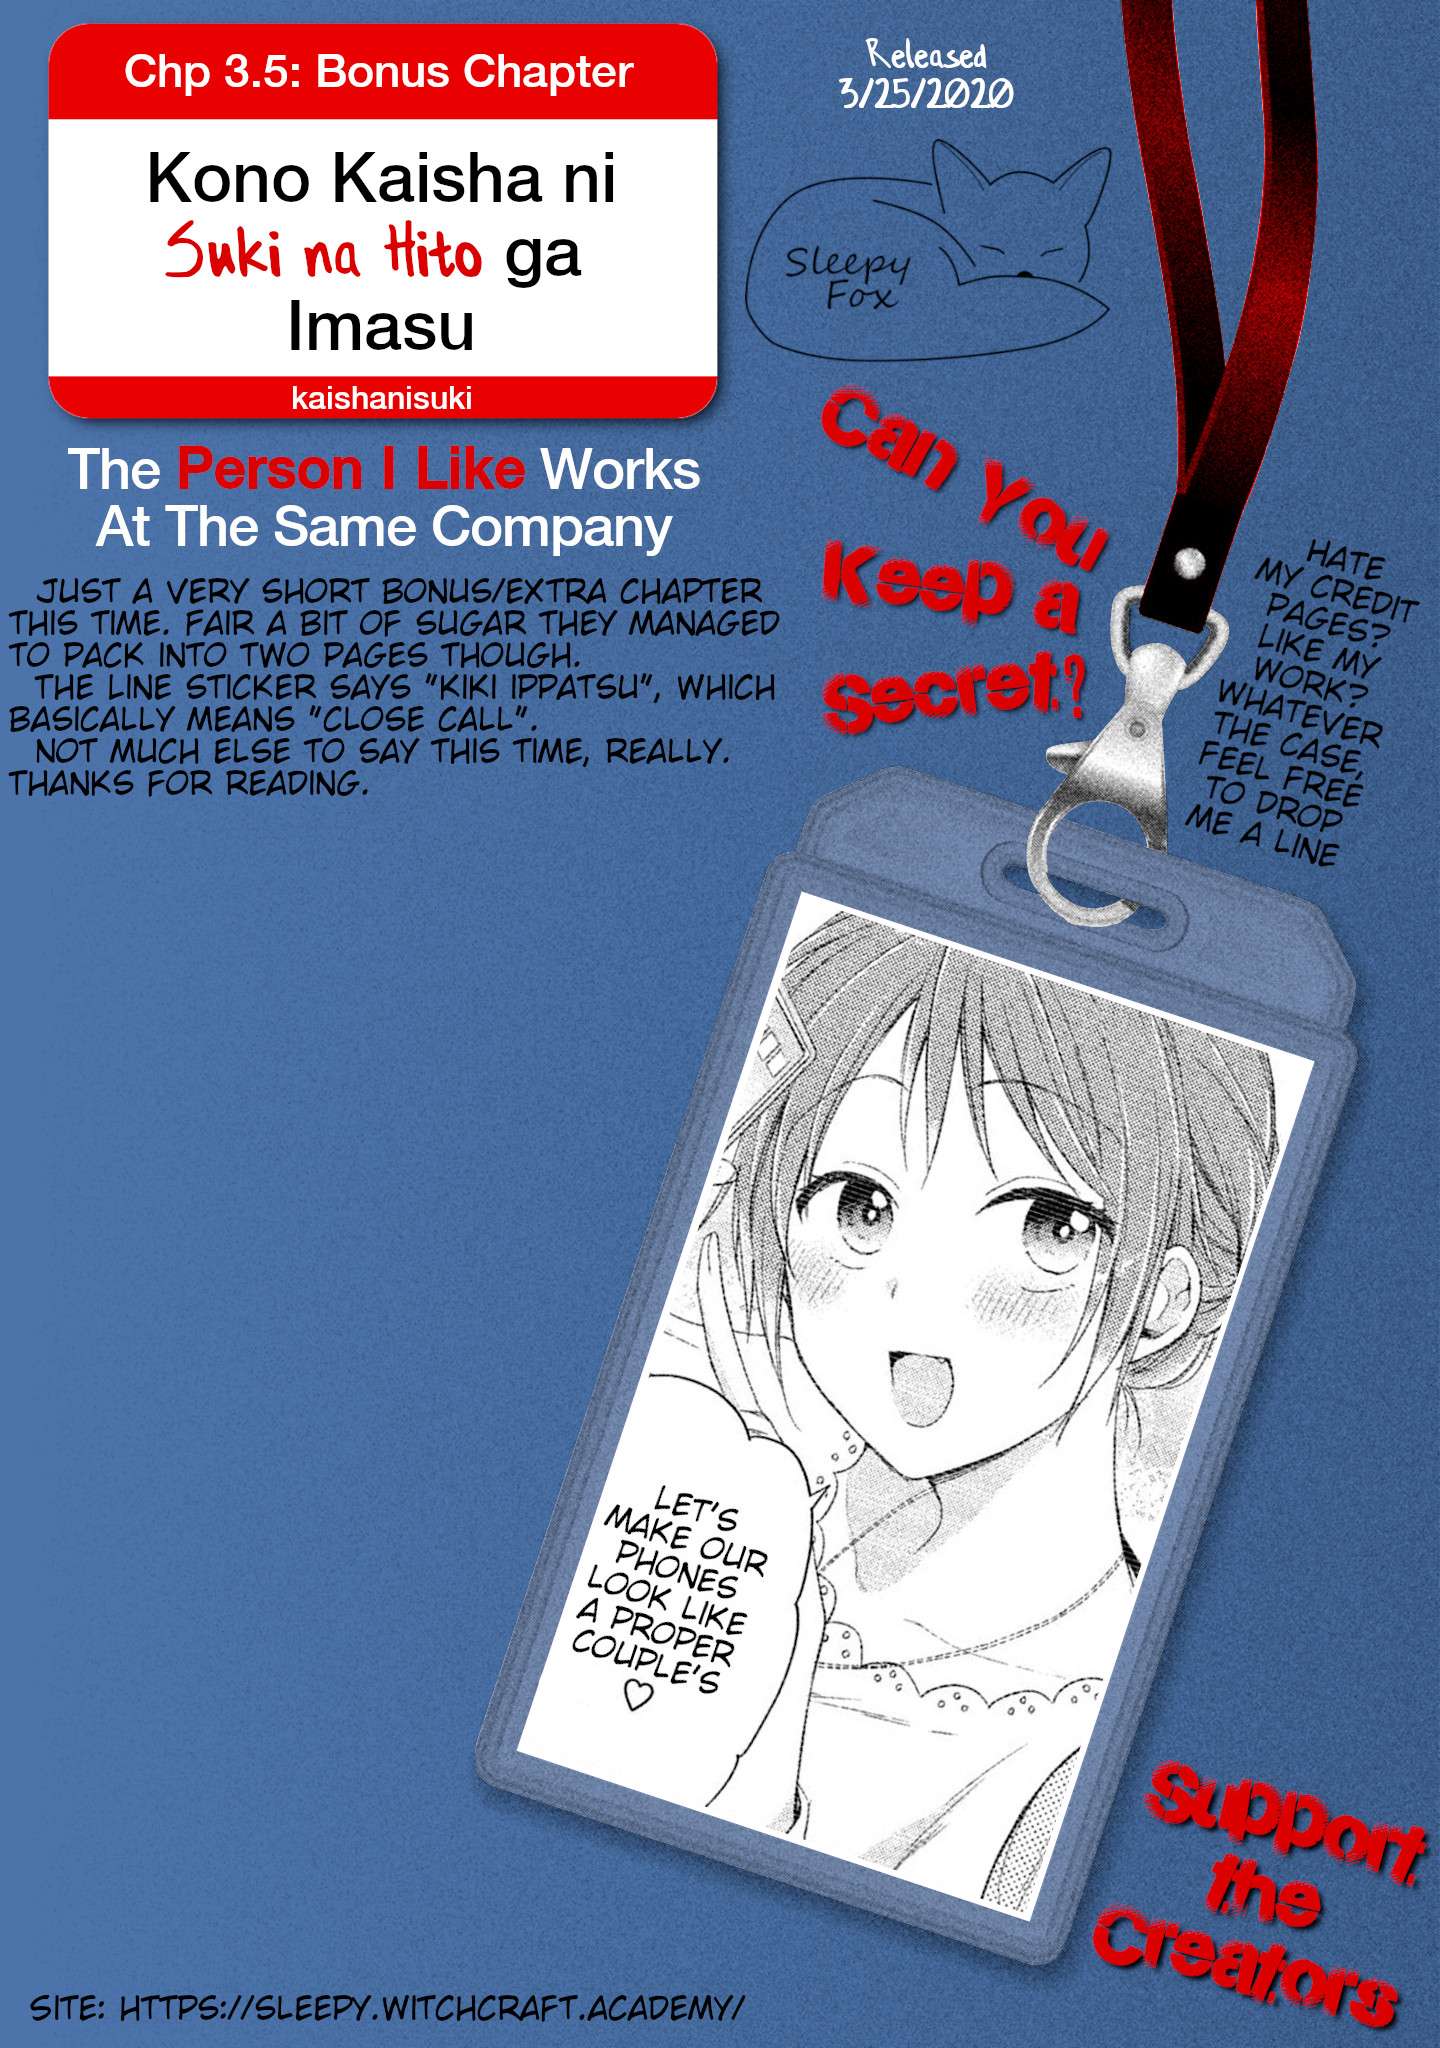 Chp 3.5: Bonus Chapter
Kono Kaisha ni
Suki na Hito ga
Imasu
kaishanisuki
The Person I Like Works
At The Same Company
JUST A VERY SHORT BONUS/EXTRA CHAPTER
THIS TIME. FAIR A BIT OF SUGAR THEY MANAGED
TO PACK INTO TWO PAGES THOUGH.
THE LINE STICKER SAYS "KIKI IPPATSU", WHICH
BASICALLY MEANS "CLOSE CALL".
NOT MUCH ELSE TO SAY THIS TIME, REALLY.
THANKS FOR READING.
Released
3/25/2020
Sleepy
Fox
Can You
Keep a
Secret?
HATE
MY CREDIT
PAGES?
LIKE MY
WORK?
WHATEVER
THE CASE,
FEEL FREE
TO DROP
ME A LINE
LET'S
MAKE OUR
PHONES
LOOK LIKE
A PROPER
COUPLE'S
♡
Support
the
Creators
SITE: HTTPS://SLEEPY.WITCHCRAFT.ACADEMY/